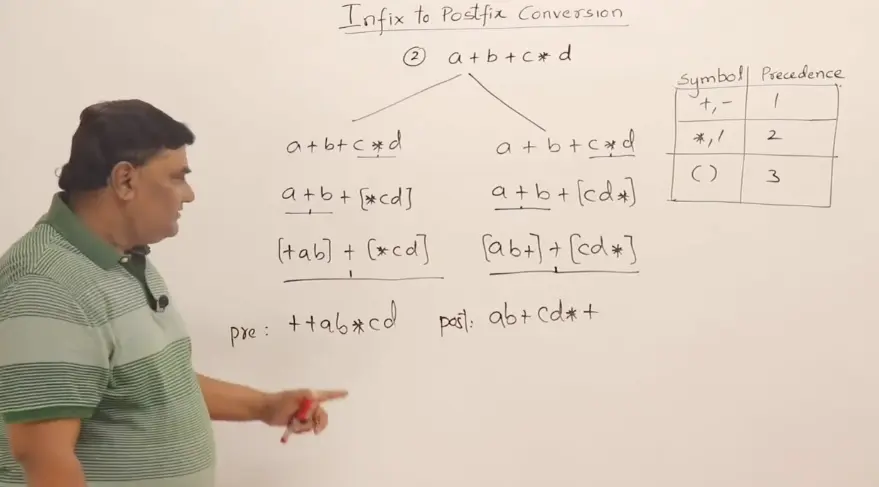 Infix to Postfix Conversion
② a + b + c * d
a + b + c * d
a + b + [*cd]
[+ab] + [*cd]
pre : ++ab*cd
a + b + c * d
a + b + [cd*]
[ab+] + [cd*]
post: ab+cd*+
Symbol Precedence
+, - 1
*, / 2
( ) 3